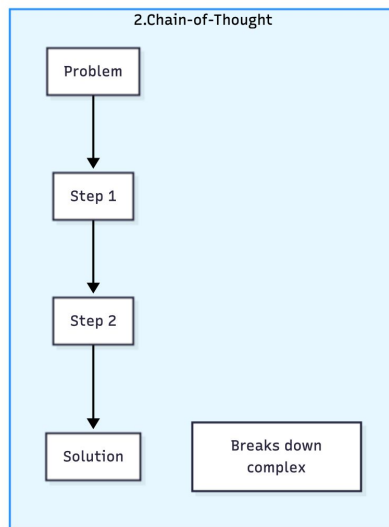 2.Chain-of-Thought
Problem
Step 1
Step 2
Solution
Breaks down
complex